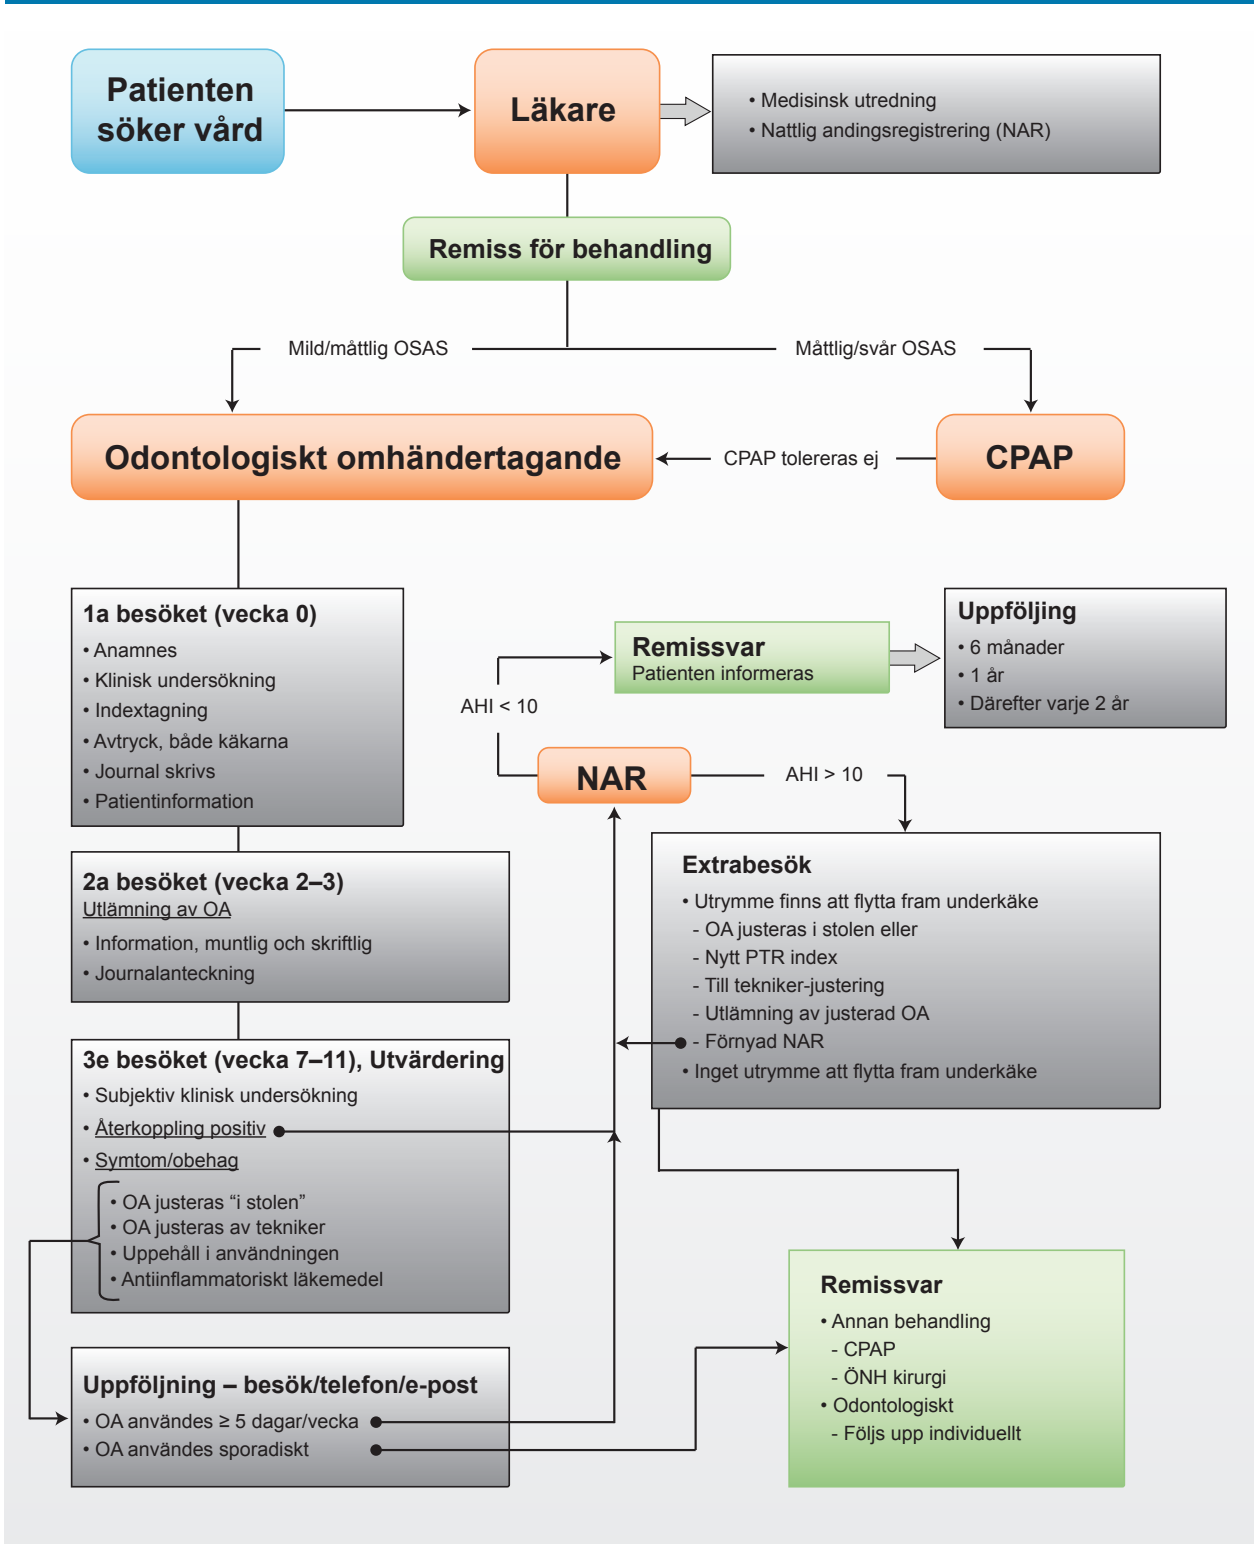 Patienten
söker vård
Läkare
• Medisinsk utredning
• Nattlig andingsregistrering (NAR)
Remiss för behandling
Mild/måttlig OSAS
Måttlig/svår OSAS
Odontologiskt omhändertagande
CPAP tolereras ej
CPAP
1a besöket (vecka 0)
• Anamnes
• Klinisk undersökning
• Indextagning
• Avtryck, både käkarna
• Journal skrivs
• Patientinformation
Remissvar
Patienten informeras
Uppföljing
• 6 månader
• 1 år
• Därefter varje 2 år
AHI < 10
NAR
AHI > 10
2a besöket (vecka 2–3)
Utlämning av OA
• Information, muntlig och skriftlig
• Journalanteckning
Extrabesök
• Utrymme finns att flytta fram underkäke
- OA justeras i stolen eller
- Nytt PTR index
- Till tekniker-justering
- Utlämning av justerad OA
- Förnyad NAR
• Inget utrymme att flytta fram underkäke
3e besöket (vecka 7–11), Utvärdering
• Subjektiv klinisk undersökning
• Återkoppling positiv
• Symtom/obehag
• OA justeras “i stolen”
• OA justeras av tekniker
• Uppehåll i användningen
• Antiinflammatoriskt läkemedel
Uppföljning – besök/telefon/e-post
• OA användes ≥ 5 dagar/vecka
• OA användes sporadiskt
Remissvar
• Annan behandling
- CPAP
- ÖNH kirurgi
• Odontologiskt
- Följs upp individuellt